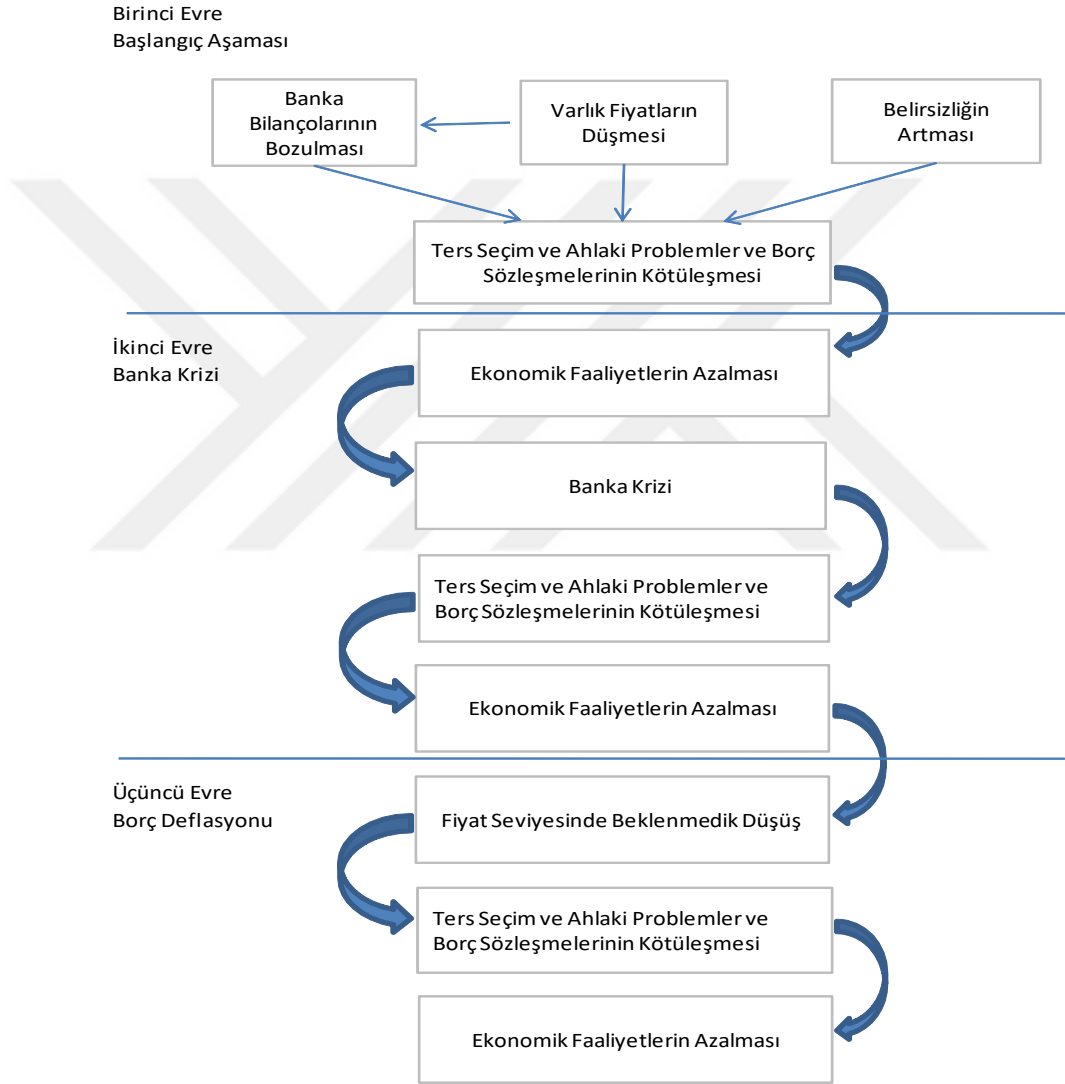 Birinci Evre
Başlangıç Aşaması
Banka
Bilançolarının
Bozulması
Varlık Fiyatların
Düşmesi
Belirsizliğin
Artması
Ters Seçim ve Ahlaki Problemler ve Borç
Sözleşmelerinin Kötüleşmesi
İkinci Evre
Banka Krizi
Ekonomik Faaliyetlerin Azalması
Banka Krizi
Ters Seçim ve Ahlaki Problemler ve
Borç Sözleşmelerinin Kötüleşmesi
Ekonomik Faaliyetlerin Azalması
Üçüncü Evre
Borç Deflasyonu
Fiyat Seviyesinde Beklenmedik Düşüş
Ters Seçim ve Ahlaki Problemler ve
Borç Sözleşmelerinin Kötüleşmesi
Ekonomik Faaliyetlerin Azalması